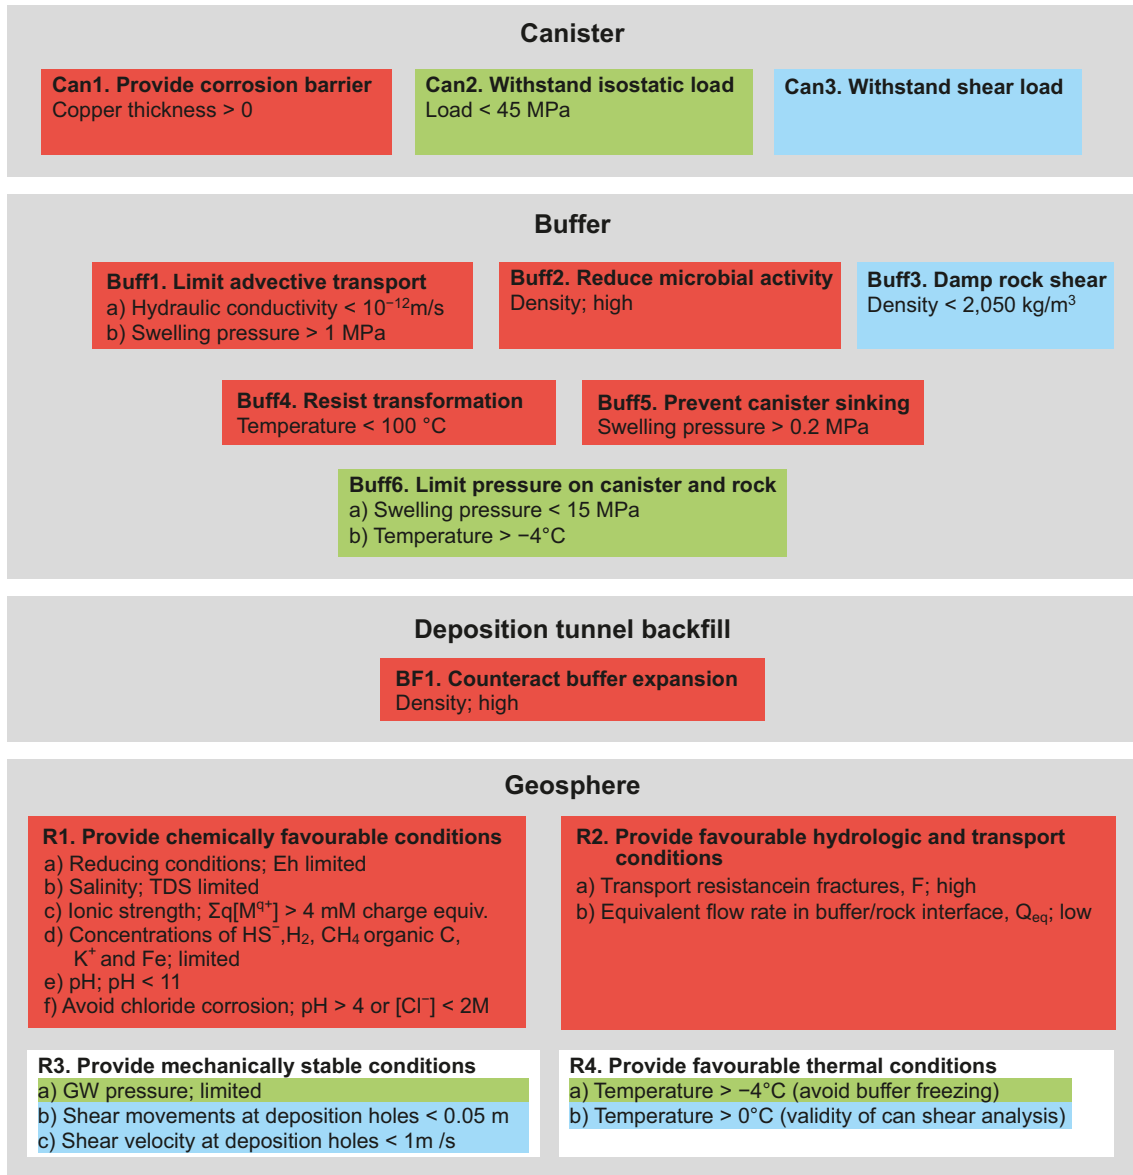 Canister
Can1. Provide corrosion barrier
Copper thickness > 0
Can2. Withstand isostatic load
Load < 45 MPa
Can3. Withstand shear load
Buffer
Buff1. Limit advective transport
a) Hydraulic conductivity < 10⁻¹²m/s
b) Swelling pressure > 1 MPa
Buff2. Reduce microbial activity
Density; high
Buff3. Damp rock shear
Density < 2,050 kg/m³
Buff4. Resist transformation
Temperature < 100 °C
Buff5. Prevent canister sinking
Swelling pressure > 0.2 MPa
Buff6. Limit pressure on canister and rock
a) Swelling pressure < 15 MPa
b) Temperature > −4°C
Deposition tunnel backfill
BF1. Counteract buffer expansion
Density; high
Geosphere
R1. Provide chemically favourable conditions
a) Reducing conditions; Eh limited
b) Salinity; TDS limited
c) Ionic strength; Σq[M^q+] > 4 mM charge equiv.
d) Concentrations of HS⁻,H₂, CH₄ organic C,
K⁺ and Fe; limited
e) pH; pH < 11
f) Avoid chloride corrosion; pH > 4 or [Cl⁻] < 2M
R2. Provide favourable hydrologic and transport
conditions
a) Transport resistancein fractures, F; high
b) Equivalent flow rate in buffer/rock interface, Q_eq; low
R3. Provide mechanically stable conditions
a) GW pressure; limited
b) Shear movements at deposition holes < 0.05 m
c) Shear velocity at deposition holes < 1m /s
R4. Provide favourable thermal conditions
a) Temperature > −4°C (avoid buffer freezing)
b) Temperature > 0°C (validity of can shear analysis)